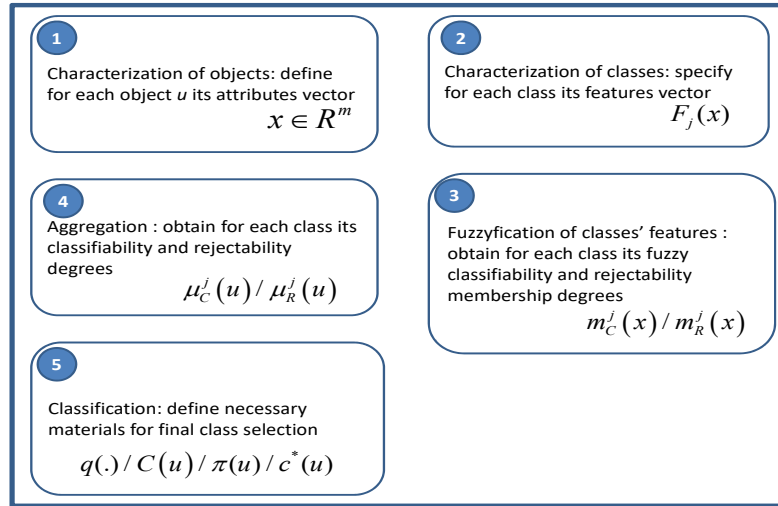 1
Characterization of objects: define
for each object u its attributes vector
x ∈ R^m
2
Characterization of classes: specify
for each class its features vector
F_j(x)
3
Fuzzyfication of classes' features :
obtain for each class its fuzzy
classifiability and rejectability
membership degrees
m_C^j(x) / m_R^j(x)
4
Aggregation : obtain for each class its
classifiability and rejectability
degrees
μ_C^j(u) / μ_R^j(u)
5
Classification: define necessary
materials for final class selection
q(.) / C(u) / π(u) / c^*(u)